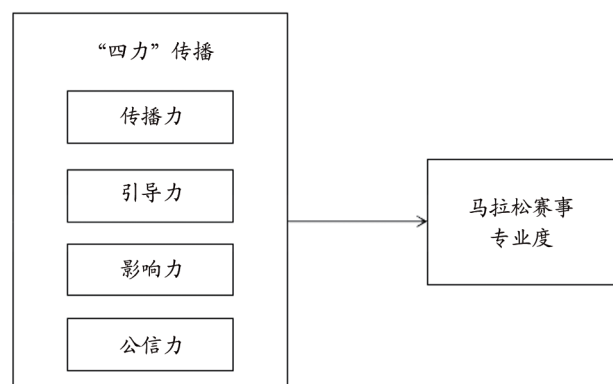 “四力”传播
传播力
引导力
影响力
公信力
马拉松赛事
专业度